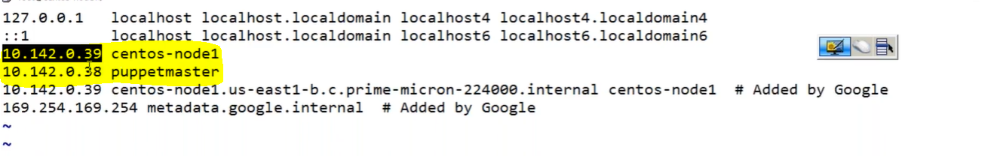 127.0.0.1   localhost localhost.localdomain localhost4 localhost4.localdomain4
::1         localhost localhost.localdomain localhost6 localhost6.localdomain6
10.142.0.39 centos-node1
10.142.0.38 puppetmaster
10.142.0.39 centos-node1.us-east1-b.c.prime-micron-224000.internal centos-node1  # Added by Google
169.254.169.254 metadata.google.internal  # Added by Google
~
~